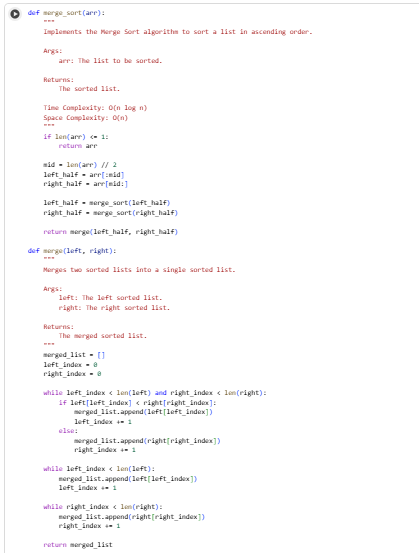 def merge_sort(arr):
    """
    Implements the Merge Sort algorithm to sort a list in ascending order.

    Args:
        arr: The list to be sorted.

    Returns:
        The sorted list.

    Time Complexity: O(n log n)
    Space Complexity: O(n)
    """
    if len(arr) <= 1:
        return arr

    mid = len(arr) // 2
    left_half = arr[:mid]
    right_half = arr[mid:]

    left_half = merge_sort(left_half)
    right_half = merge_sort(right_half)

    return merge(left_half, right_half)

def merge(left, right):
    """
    Merges two sorted lists into a single sorted list.

    Args:
        left: The left sorted list.
        right: The right sorted list.

    Returns:
        The merged sorted list.
    """
    merged_list = []
    left_index = 0
    right_index = 0

    while left_index < len(left) and right_index < len(right):
        if left[left_index] < right[right_index]:
            merged_list.append(left[left_index])
            left_index += 1
        else:
            merged_list.append(right[right_index])
            right_index += 1

    while left_index < len(left):
        merged_list.append(left[left_index])
        left_index += 1

    while right_index < len(right):
        merged_list.append(right[right_index])
        right_index += 1

    return merged_list